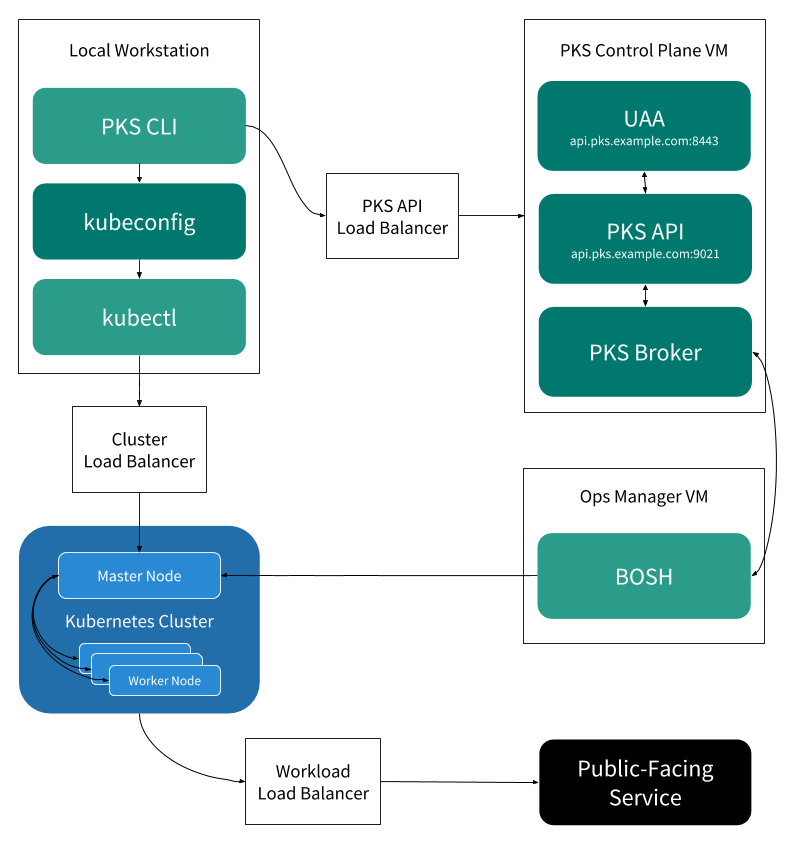 Local Workstation
PKS CLI
kubeconfig
kubectl
PKS API
Load Balancer
PKS Control Plane VM
UAA
api.pks.example.com:8443
PKS API
api.pks.example.com:9021
PKS Broker
Cluster
Load Balancer
Ops Manager VM
BOSH
Master Node
Kubernetes Cluster
Worker Node
Workload
Load Balancer
Public-Facing
Service